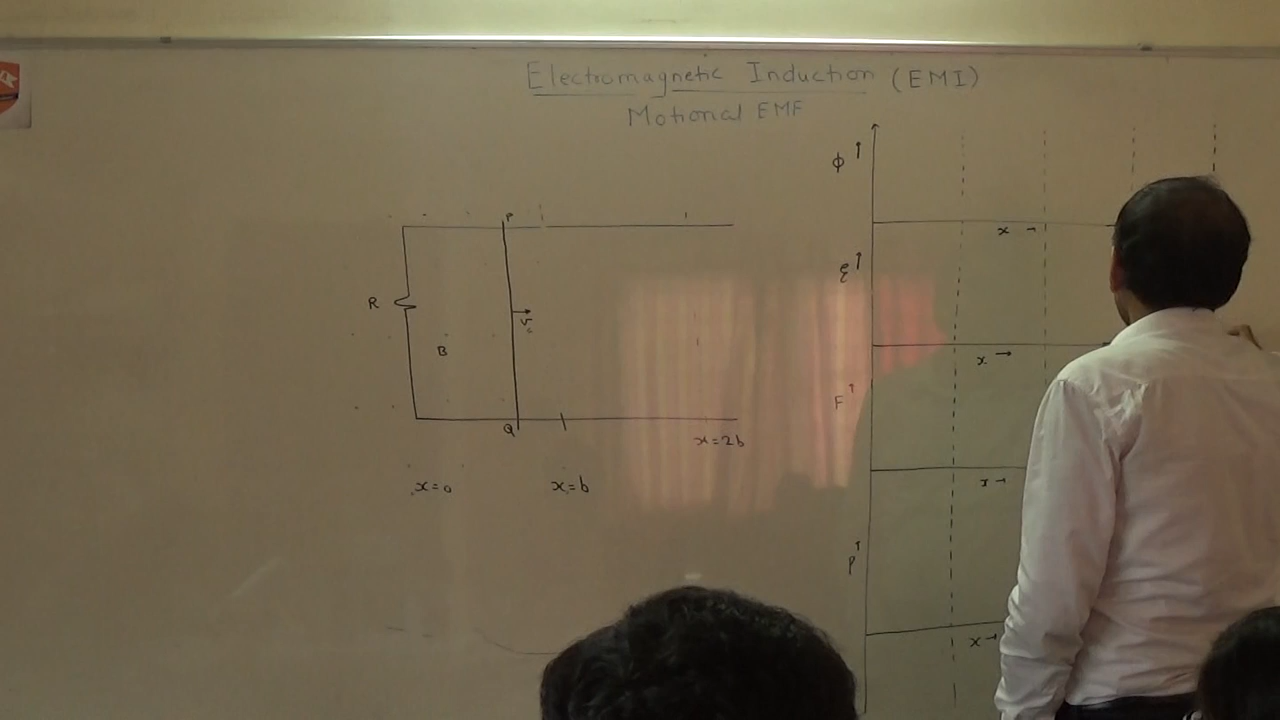 Electromagnetic Induction (EMI)
Motional EMF
P
R
v
B
Q
x=2b
x=0
x=b
ϕ↑
x →
ξ↑
x →
F↑
x →
P↑
x →